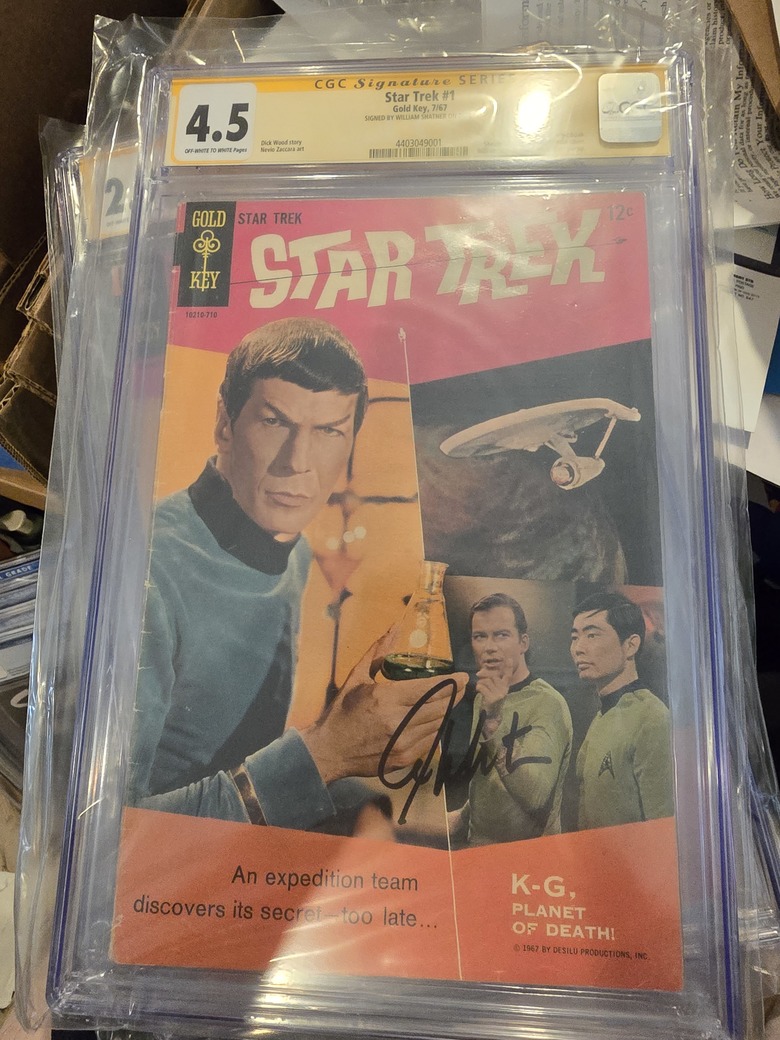 CGC Signature SERIES
4.5
OFF-WHITE TO WHITE Pages
Star Trek #1
Gold Key, 7/67
SIGNED BY WILLIAM SHATNER
Dick Wood story
Nevio Zaccara art
4403049001
2.
GOLD
KEY
STAR TREK
12¢
STAR TREK
10210-710
An expedition team
discovers its secret—too late...
K-G,
PLANET
OF DEATH!
© 1967 BY DESILU PRODUCTIONS, INC.
GRADE